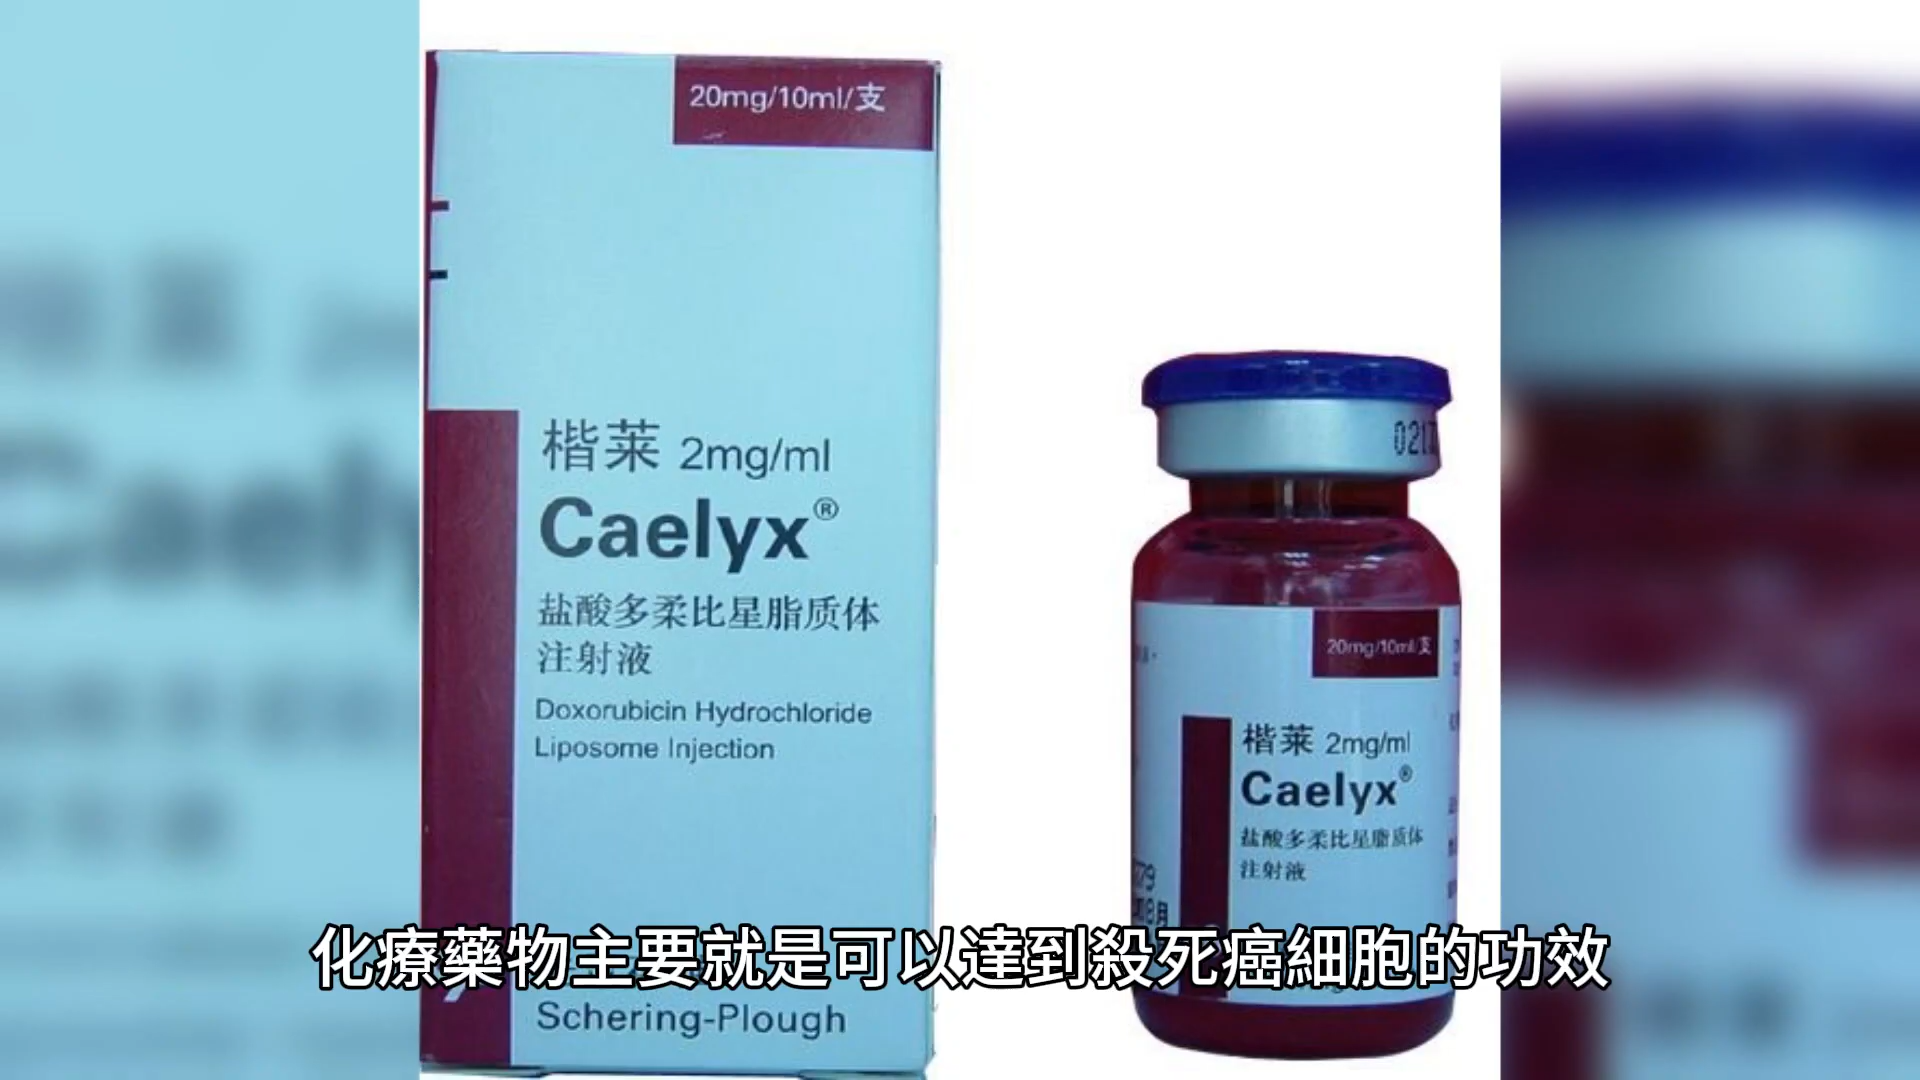 20mg/10ml/支
楷莱 2mg/ml
Caelyx®
盐酸多柔比星脂质体
注射液
Doxorubicin Hydrochloride
Liposome Injection
Schering-Plough
20mg/10ml/支
楷莱 2mg/ml
Caelyx®
盐酸多柔比星脂质体
注射液
化療藥物主要就是可以達到殺死癌細胞的功效